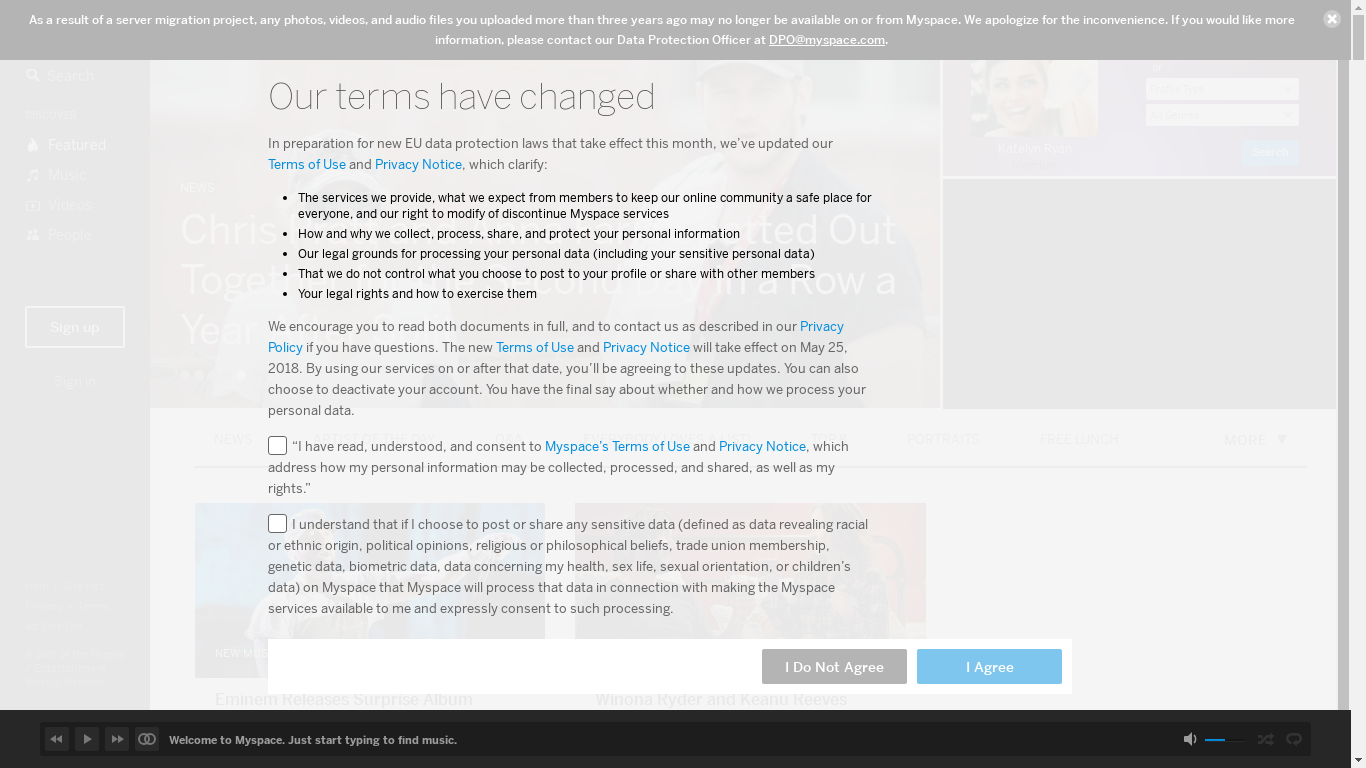 As a result of a server migration project, any photos, videos, and audio files you uploaded more than three years ago may no longer be available on or from Myspace. We apologize for the inconvenience. If you would like more
information, please contact our Data Protection Officer at DPO@myspace.com.
Search
DISCOVER
Featured
Music
Videos
People
Sign up
Sign in
NEWS
Katelyn-Ryan
Search
Our terms have changed
In preparation for new EU data protection laws that take effect this month, we’ve updated our
Terms of Use and Privacy Notice, which clarify:
• The services we provide, what we expect from members to keep our online community a safe place for
everyone, and our right to modify of discontinue Myspace services
• How and why we collect, process, share, and protect your personal information
• Our legal grounds for processing your personal data (including your sensitive personal data)
• That we do not control what you choose to post to your profile or share with other members
• Your legal rights and how to exercise them
We encourage you to read both documents in full, and to contact us as described in our Privacy
Policy if you have questions. The new Terms of Use and Privacy Notice will take effect on May 25,
2018. By using our services on or after that date, you’ll be agreeing to these updates. You can also
choose to deactivate your account. You have the final say about whether and how we process your
personal data.
NEWS
PORTRAITS
FREE LUNCH
MORE
“I have read, understood, and consent to Myspace’s Terms of Use and Privacy Notice, which
address how my personal information may be collected, processed, and shared, as well as my
rights.”
I understand that if I choose to post or share any sensitive data (defined as data revealing racial
or ethnic origin, political opinions, religious or philosophical beliefs, trade union membership,
genetic data, biometric data, data concerning my health, sex life, sexual orientation, or children’s
data) on Myspace that Myspace will process that data in connection with making the Myspace
services available to me and expressly consent to such processing.
I Do Not Agree
I Agree
Eminem Releases Surprise Album
Winona Ryder and Keanu Reeves
Welcome to Myspace. Just start typing to find music.